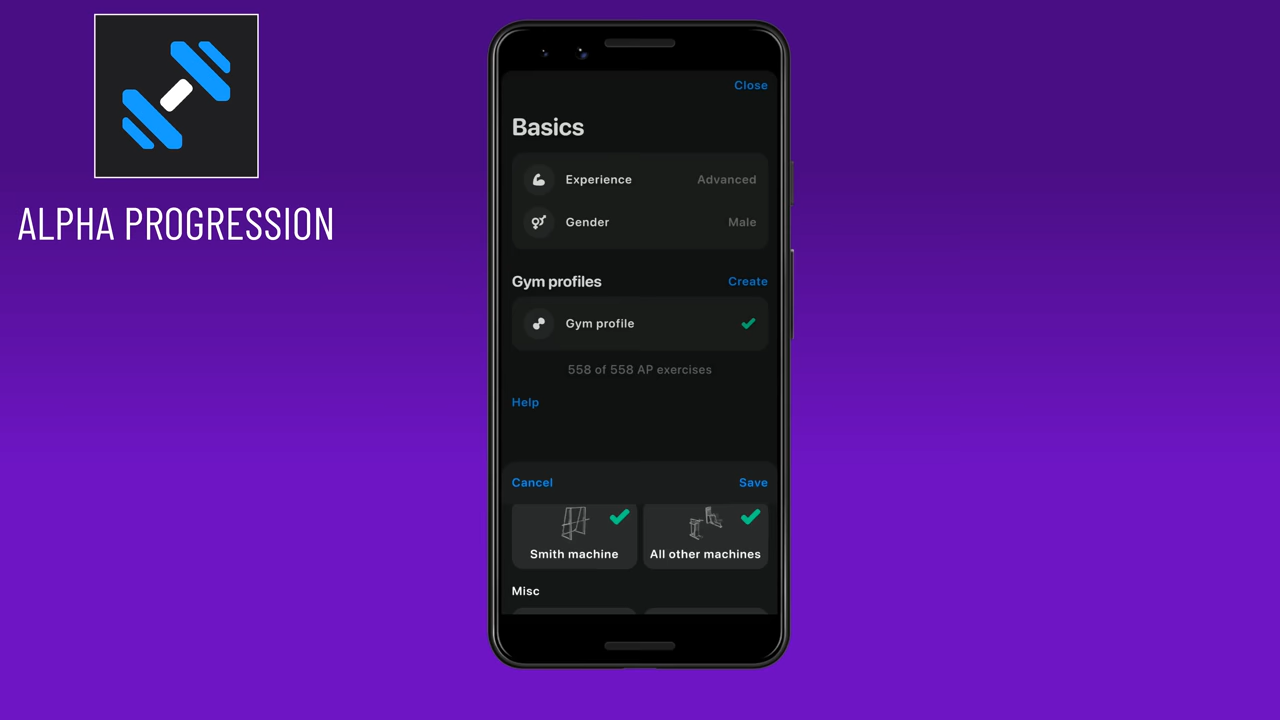 ALPHA PROGRESSION
Close
Basics
Experience Advanced
Gender Male
Gym profiles Create
Gym profile
558 of 558 AP exercises
Help
Cancel Save
Smith machine All other machines
Misc